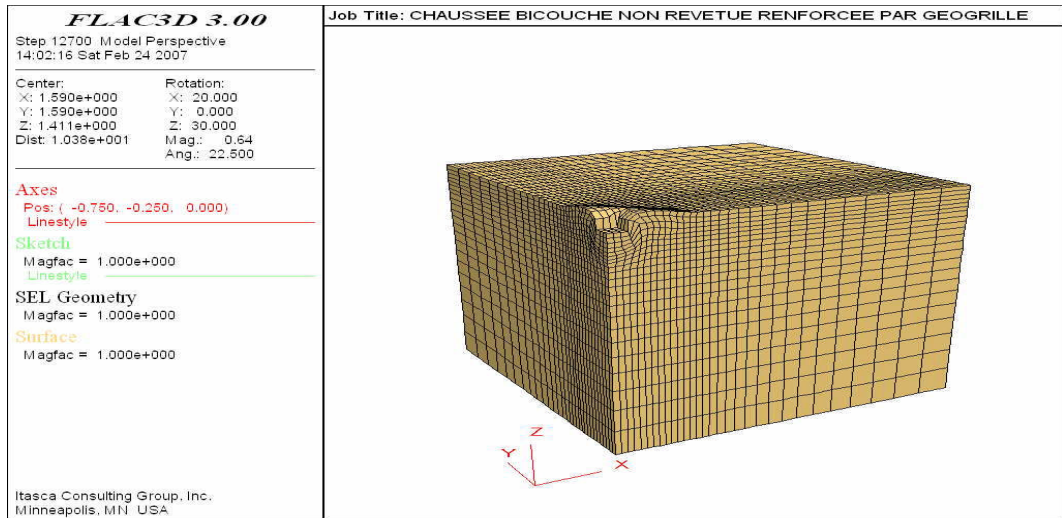 FLAC3D 3.00
Step 12700 Model Perspective
14:02:16 Sat Feb 24 2007
Center: Rotation:
X: 1.590e+000 X: 20.000
Y: 1.590e+000 Y: 0.000
Z: 1.411e+000 Z: 30.000
Dist: 1.038e+001 Mag.: 0.64
Ang.: 22.500
Axes
Pos: ( -0.750, -0.250, 0.000)
Linestyle
Sketch
Magfac = 1.000e+000
Linestyle
SEL Geometry
Magfac = 1.000e+000
Surface
Magfac = 1.000e+000
Itasca Consulting Group, Inc.
Minneapolis, MN USA
Job Title: CHAUSSEE BICOUCHE NON REVETUE RENFORCEE PAR GEOGRILLE
Z
Y
X